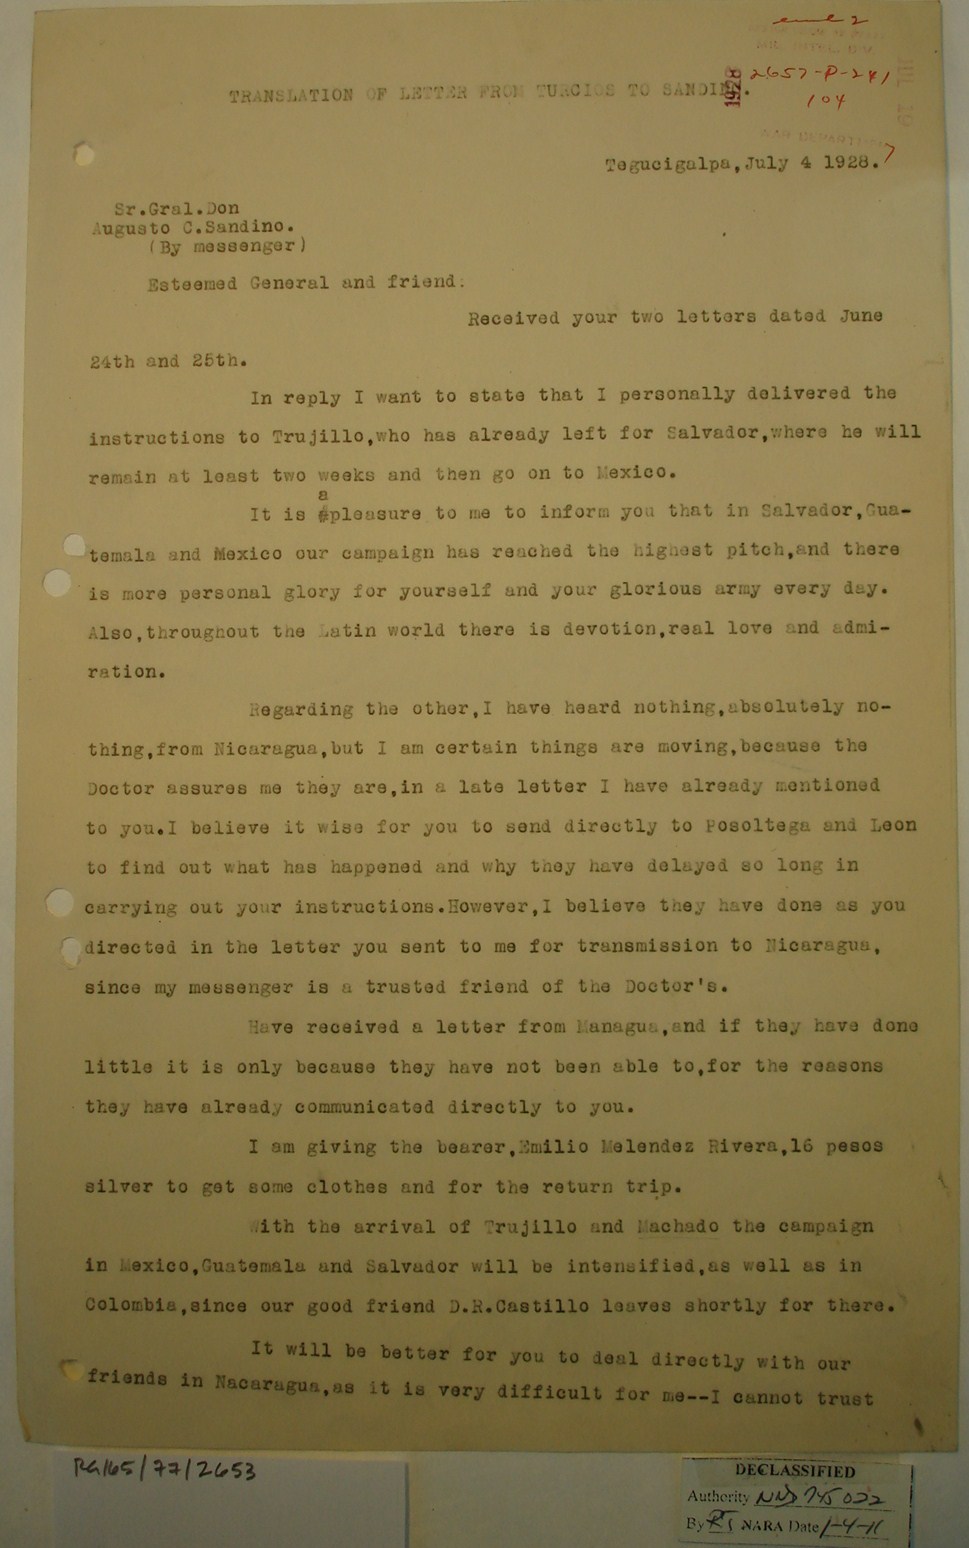 ence 2
2657-P-241
104
1928
TRANSLATION OF LETTER FROM TURCIOS TO SANDINO.
WAR DEPARTMENT
Tegucigalpa,July 4 1928.
Sr.Gral.Don
Augusto C.Sandino.
(By messenger)
Esteemed General and friend.
Received your two letters dated June
24th and 25th.
In reply I want to state that I personally delivered the
instructions to Trujillo,who has already left for Salvador,where he will
remain at least two weeks and then go on to Mexico.
a
It is pleasure to me to inform you that in Salvador,Gua-
temala and Mexico our campaign has reached the highest pitch,and there
is more personal glory for yourself and your glorious army every day.
Also,throughout the Latin world there is devotion,real love and admi-
ration.
Regarding the other,I have heard nothing,absolutely no-
thing,from Nicaragua,but I am certain things are moving,because the
Doctor assures me they are,in a late letter I have already mentioned
to you.I believe it wise for you to send directly to Posoltega and Leon
to find out what has happened and why they have delayed so long in
carrying out your instructions.However,I believe they have done as you
directed in the letter you sent to me for transmission to Nicaragua,
since my messenger is a trusted friend of the Doctor's.
Have received a letter from Managua,and if they have done
little it is only because they have not been able to,for the reasons
they have already communicated directly to you.
I am giving the bearer,Emilio Melendez Rivera,16 pesos
silver to get some clothes and for the return trip.
With the arrival of Trujillo and Machado the campaign
in Mexico,Guatemala and Salvador will be intensified,as well as in
Colombia,since our good friend D.R.Castillo leaves shortly for there.
It will be better for you to deal directly with our
friends in Nacaragua,as it is very difficult for me--I cannot trust
RG165/77/2653
DECLASSIFIED
Authority NND 745022
By RS NARA Date 1-4-11